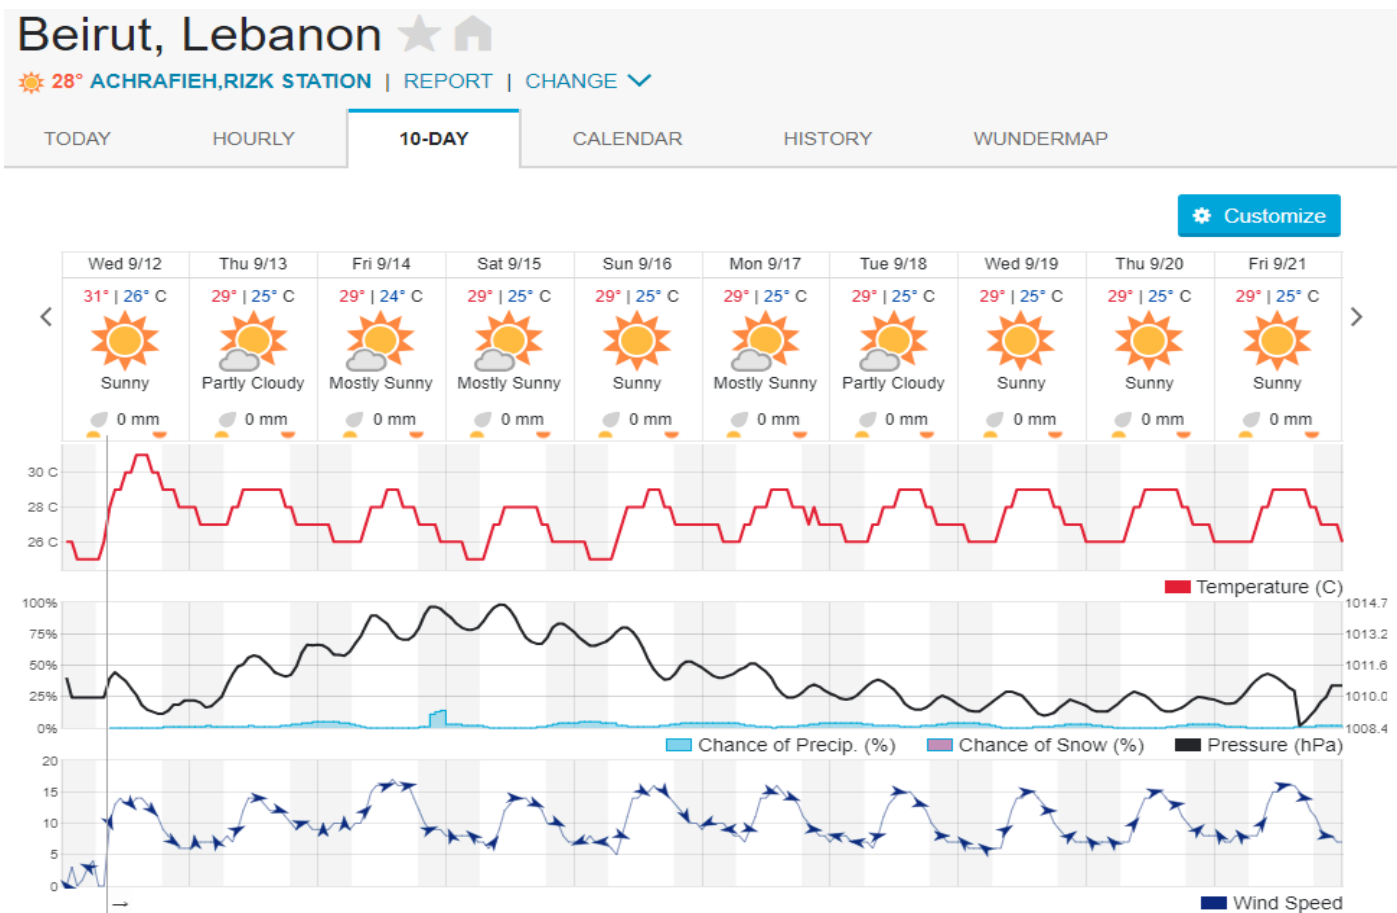 Beirut, Lebanon
28° ACHRAFIEH,RIZK STATION | REPORT | CHANGE
TODAY HOURLY 10-DAY CALENDAR HISTORY WUNDERMAP
Customize
Wed 9/12 Thu 9/13 Fri 9/14 Sat 9/15 Sun 9/16 Mon 9/17 Tue 9/18 Wed 9/19 Thu 9/20 Fri 9/21
31° | 26° C 29° | 25° C 29° | 24° C 29° | 25° C 29° | 25° C 29° | 25° C 29° | 25° C 29° | 25° C 29° | 25° C 29° | 25° C
Sunny Partly Cloudy Mostly Sunny Mostly Sunny Sunny Mostly Sunny Partly Cloudy Sunny Sunny Sunny
0 mm 0 mm 0 mm 0 mm 0 mm 0 mm 0 mm 0 mm 0 mm 0 mm
30 C
28 C
26 C
Temperature (C)
100% 1014.7
75% 1013.2
50% 1011.6
25% 1010.0
0% 1008.4
Chance of Precip. (%) Chance of Snow (%) Pressure (hPa)
20
15
10
5
0
Wind Speed